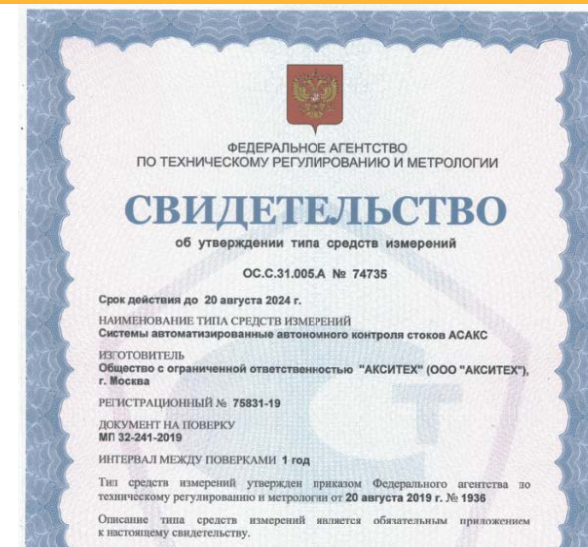 ФЕДЕРАЛЬНОЕ АГЕНТСТВО
ПО ТЕХНИЧЕСКОМУ РЕГУЛИРОВАНИЮ И МЕТРОЛОГИИ
СВИДЕТЕЛЬСТВО
об утверждении типа средств измерений
ОС.С.31.005.А № 74735
Срок действия до 20 августа 2024 г.
НАИМЕНОВАНИЕ ТИПА СРЕДСТВ ИЗМЕРЕНИЙ
Системы автоматизированные автономного контроля стоков АСАКС
ИЗГОТОВИТЕЛЬ
Общество с ограниченной ответственностью "АКСИТЕХ" (ООО "АКСИТЕХ"),
г. Москва
РЕГИСТРАЦИОННЫЙ № 75831-19
ДОКУМЕНТ НА ПОВЕРКУ
МП 32-241-2019
ИНТЕРВАЛ МЕЖДУ ПОВЕРКАМИ 1 год
Тип средств измерений утвержден приказом Федерального агентства по
техническому регулированию и метрологии от 20 августа 2019 г. № 1936
Описание типа средств измерений является обязательным приложением
к настоящему свидетельству.